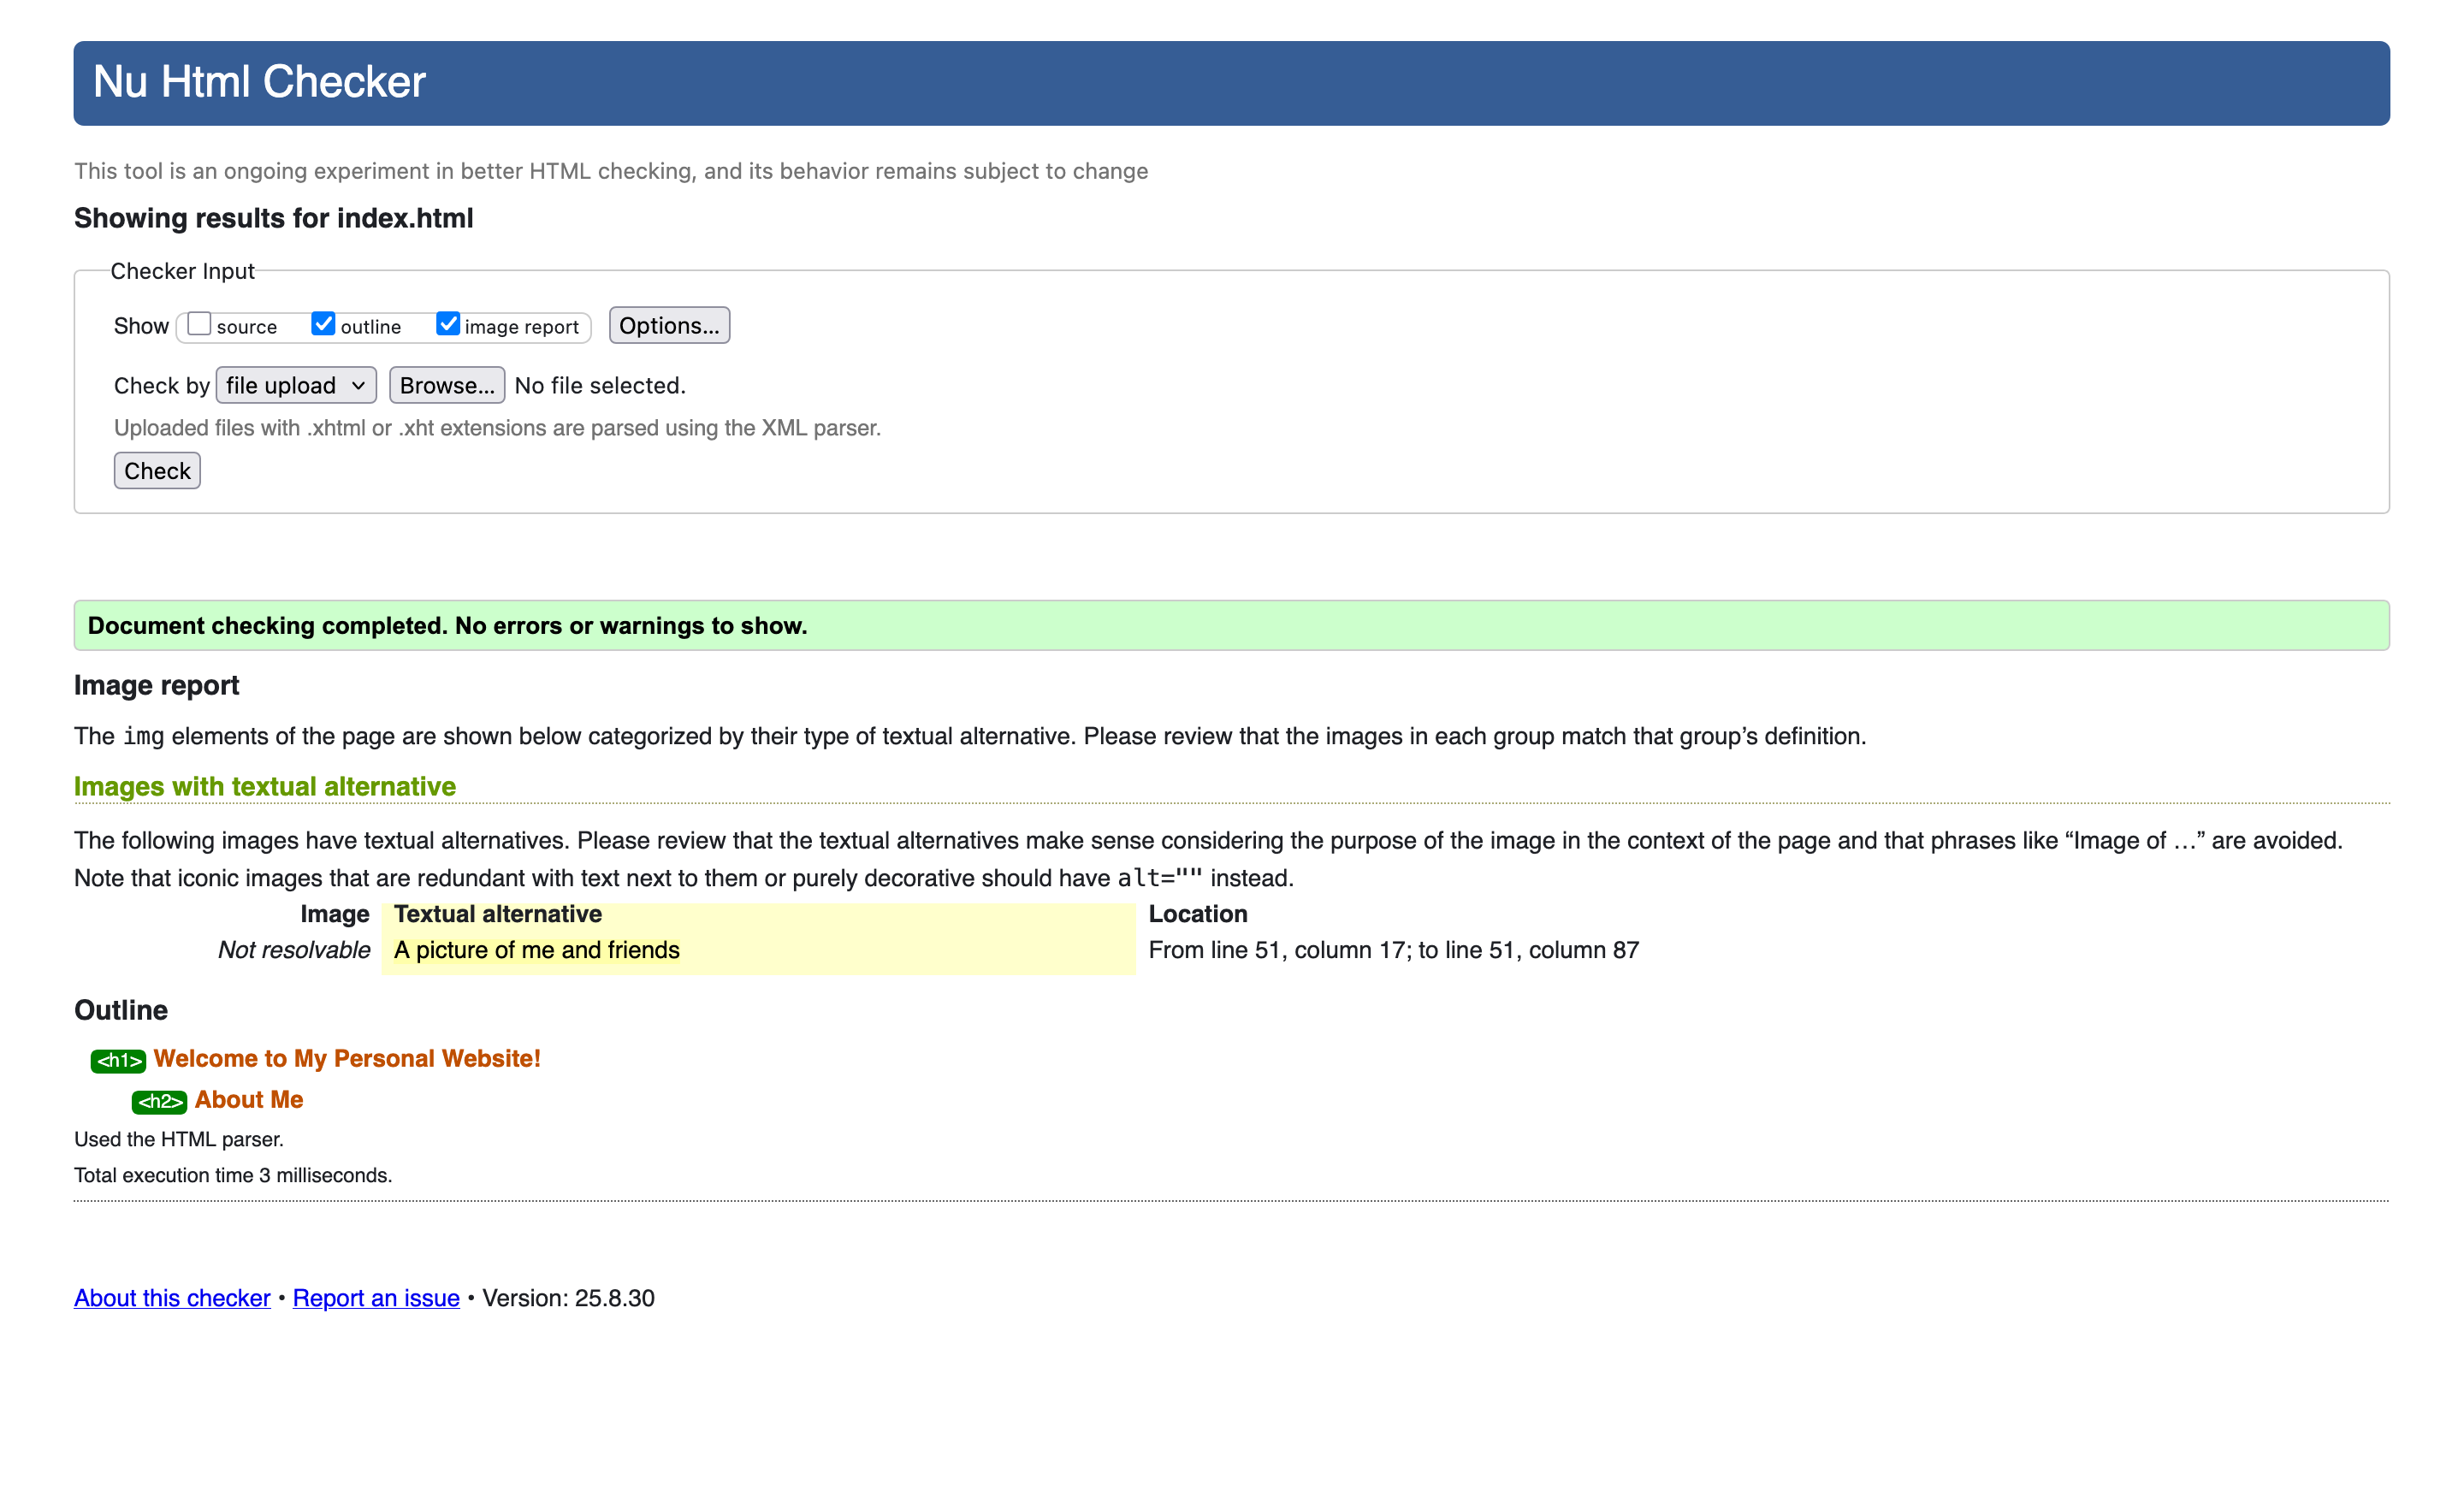 Nu Html Checker
This tool is an ongoing experiment in better HTML checking, and its behavior remains subject to change
Showing results for index.html
Checker Input
Show source outline image report Options...
Check by file upload Browse... No file selected.
Uploaded files with .xhtml or .xht extensions are parsed using the XML parser.
Check
Document checking completed. No errors or warnings to show.
Image report
The img elements of the page are shown below categorized by their type of textual alternative. Please review that the images in each group match that group’s definition.
Images with textual alternative
The following images have textual alternatives. Please review that the textual alternatives make sense considering the purpose of the image in the context of the page and that phrases like “Image of …” are avoided.
Note that iconic images that are redundant with text next to them or purely decorative should have alt="" instead.
Image Textual alternative Location
Not resolvable A picture of me and friends From line 51, column 17; to line 51, column 87
Outline
<h1> Welcome to My Personal Website!
<h2> About Me
Used the HTML parser.
Total execution time 3 milliseconds.
About this checker • Report an issue • Version: 25.8.30